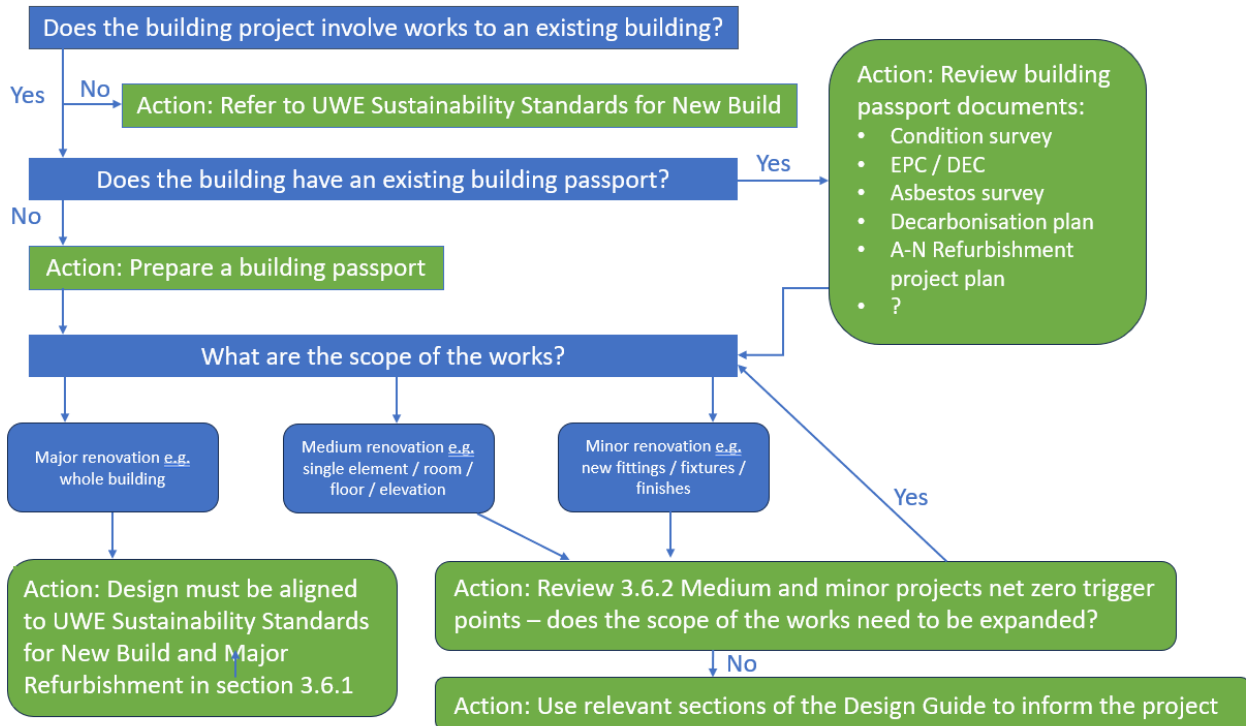 Does the building project involve works to an existing building?
Yes
No
Action: Refer to UWE Sustainability Standards for New Build
Does the building have an existing building passport?
Yes
Action: Review building
passport documents:
• Condition survey
• EPC / DEC
• Asbestos survey
• Decarbonisation plan
• A-N Refurbishment
project plan
• ?
No
Action: Prepare a building passport
What are the scope of the works?
Major renovation e.g.
whole building
Medium renovation e.g.
single element / room /
floor / elevation
Minor renovation e.g.
new fittings / fixtures /
finishes
Yes
Action: Design must be aligned
to UWE Sustainability Standards
for New Build and Major
Refurbishment in section 3.6.1
Action: Review 3.6.2 Medium and minor projects net zero trigger
points – does the scope of the works need to be expanded?
No
Action: Use relevant sections of the Design Guide to inform the project